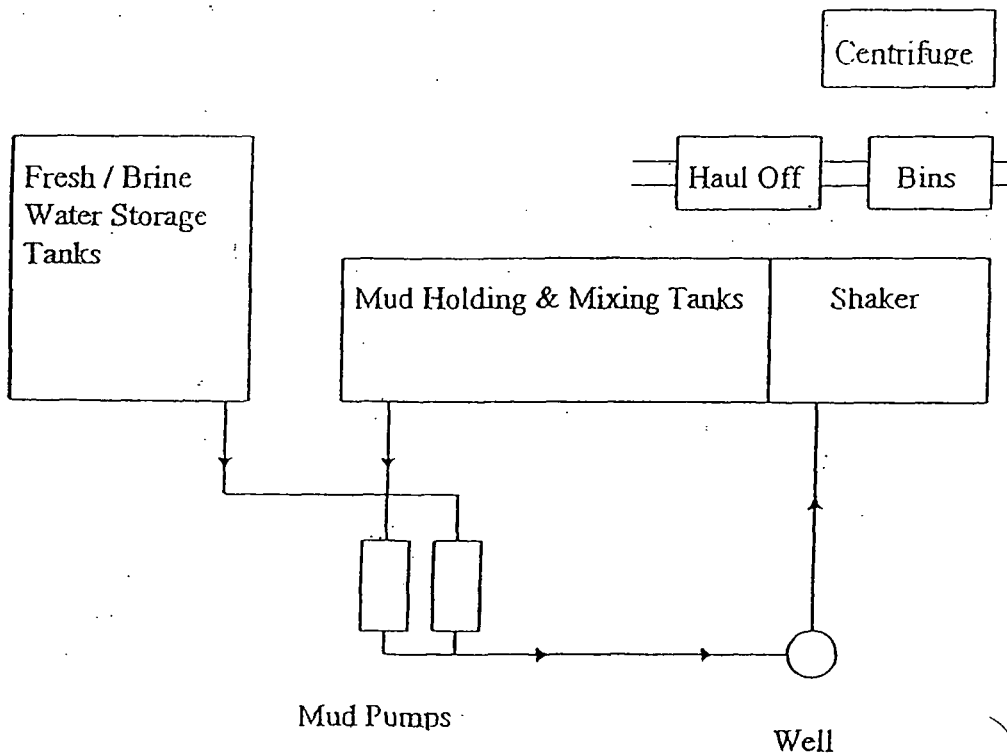 Centrifuge
Fresh / Brine
Water Storage
Tanks
Haul Off
Bins
Mud Holding & Mixing Tanks
Shaker
Mud Pumps
Well